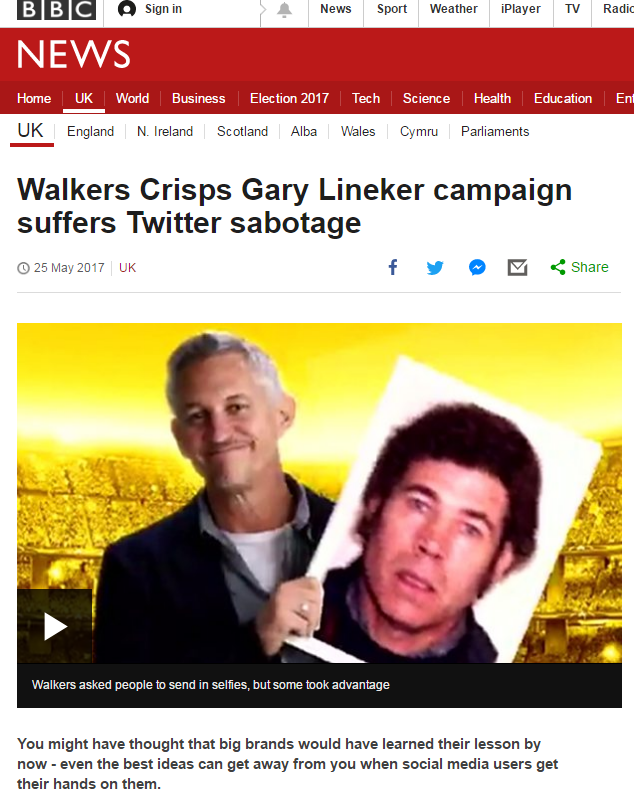 BBC Sign in News Sport Weather iPlayer TV Radio
NEWS
Home UK World Business Election 2017 Tech Science Health Education
UK England N. Ireland Scotland Alba Wales Cymru Parliaments
Walkers Crisps Gary Lineker campaign
suffers Twitter sabotage
25 May 2017 UK Share
Walkers asked people to send in selfies, but some took advantage
You might have thought that big brands would have learned their lesson by
now - even the best ideas can get away from you when social media users get
their hands on them.